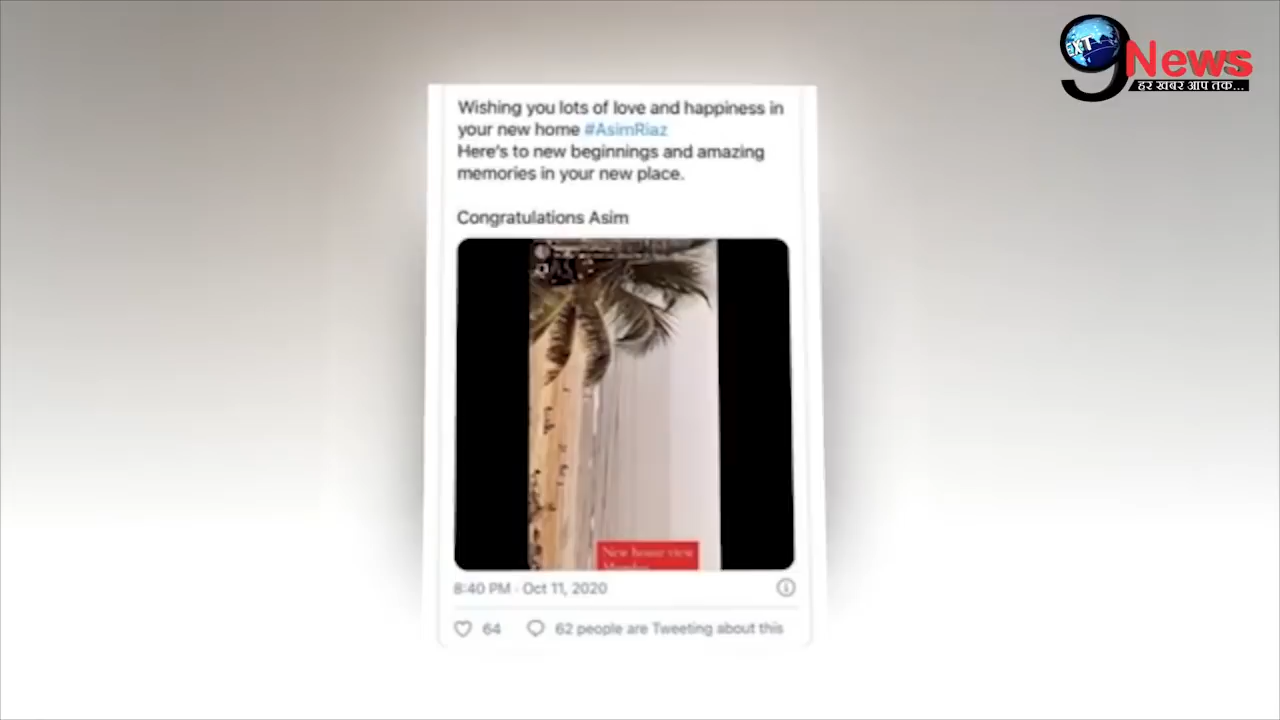 EXT
9News
हर खबर आप तक...
Wishing you lots of love and happiness in
your new home #AsimRiaz
Here's to new beginnings and amazing
memories in your new place.
Congratulations Asim
New house view
8:40 PM · Oct 11, 2020
64
62 people are Tweeting about this